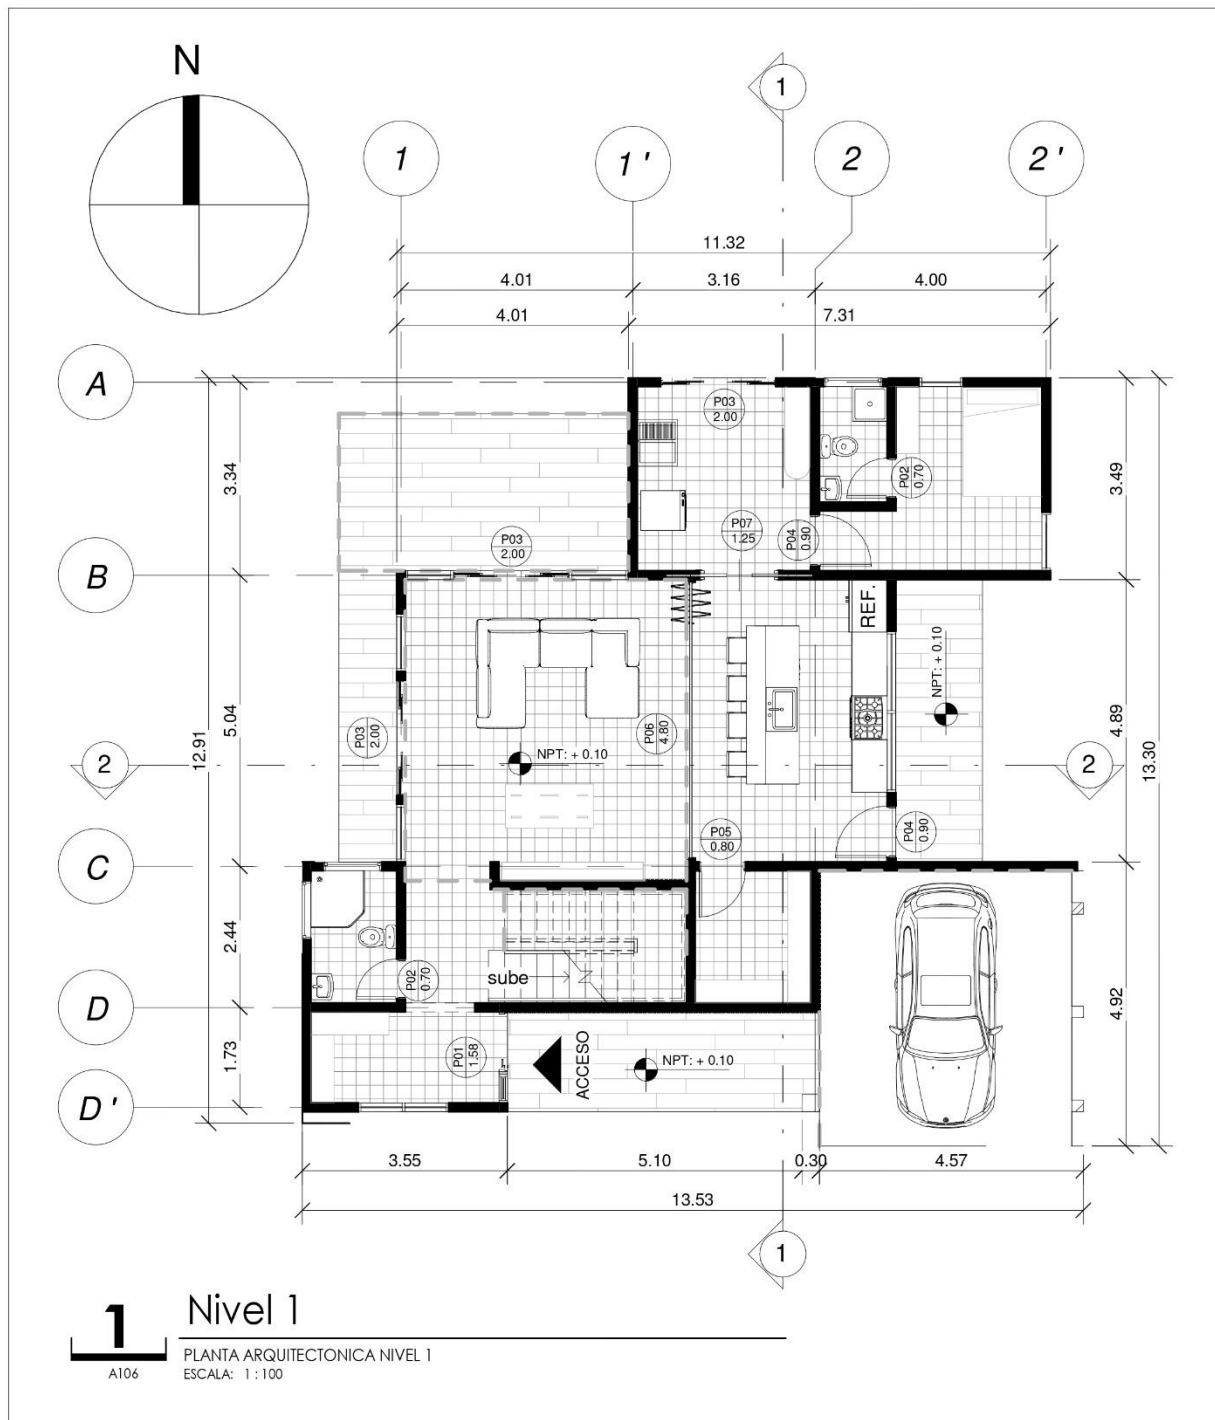 N
1
1
1'
2
2'
11.32
4.01
3.16
4.00
4.01
7.31
A
P03
2.00
3.34
P02
0.70
3.49
P07
1.25
P04
0.90
P03
2.00
B
REF.
NPT: + 0.10
12.91
5.04
P03
2.00
P06
4.80
4.89
13.30
NPT: + 0.10
2
2
P05
0.80
P04
0.90
C
2.44
P02
0.70
sube
4.92
D
1.73
P01
1.58
ACCESO
NPT: + 0.10
D'
3.55
5.10
0.30
4.57
13.53
1
1
Nivel 1
A106
PLANTA ARQUITECTONICA NIVEL 1
ESCALA: 1 : 100